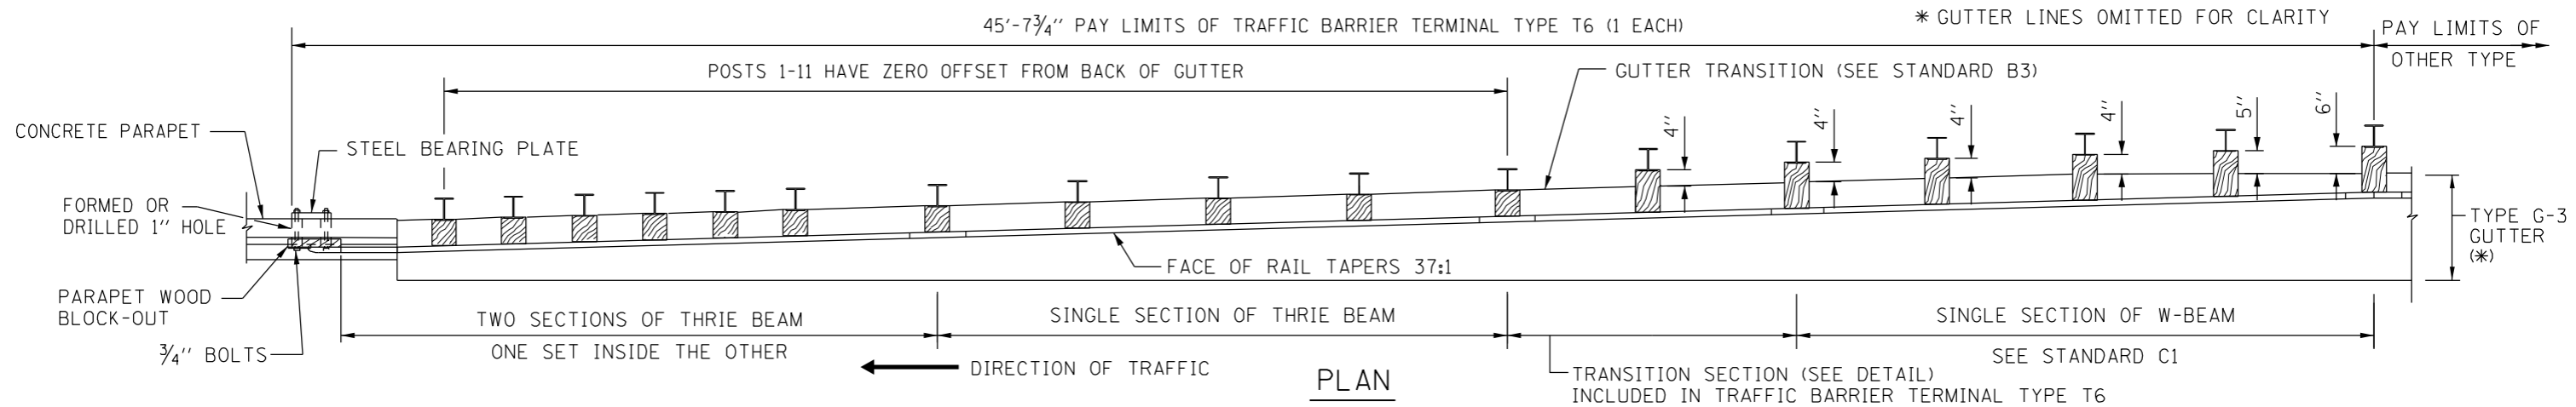 45'-7¾" PAY LIMITS OF TRAFFIC BARRIER TERMINAL TYPE T6 (1 EACH)
* GUTTER LINES OMITTED FOR CLARITY
PAY LIMITS OF
OTHER TYPE
POSTS 1-11 HAVE ZERO OFFSET FROM BACK OF GUTTER
GUTTER TRANSITION (SEE STANDARD B3)
CONCRETE PARAPET
STEEL BEARING PLATE
FORMED OR
DRILLED 1" HOLE
4"
4"
4"
4"
5"
6"
TYPE G-3
GUTTER
(*)
FACE OF RAIL TAPERS 37:1
PARAPET WOOD
BLOCK-OUT
¾" BOLTS
TWO SECTIONS OF THRIE BEAM
ONE SET INSIDE THE OTHER
SINGLE SECTION OF THRIE BEAM
SINGLE SECTION OF W-BEAM
SEE STANDARD C1
DIRECTION OF TRAFFIC
TRANSITION SECTION (SEE DETAIL)
INCLUDED IN TRAFFIC BARRIER TERMINAL TYPE T6
PLAN